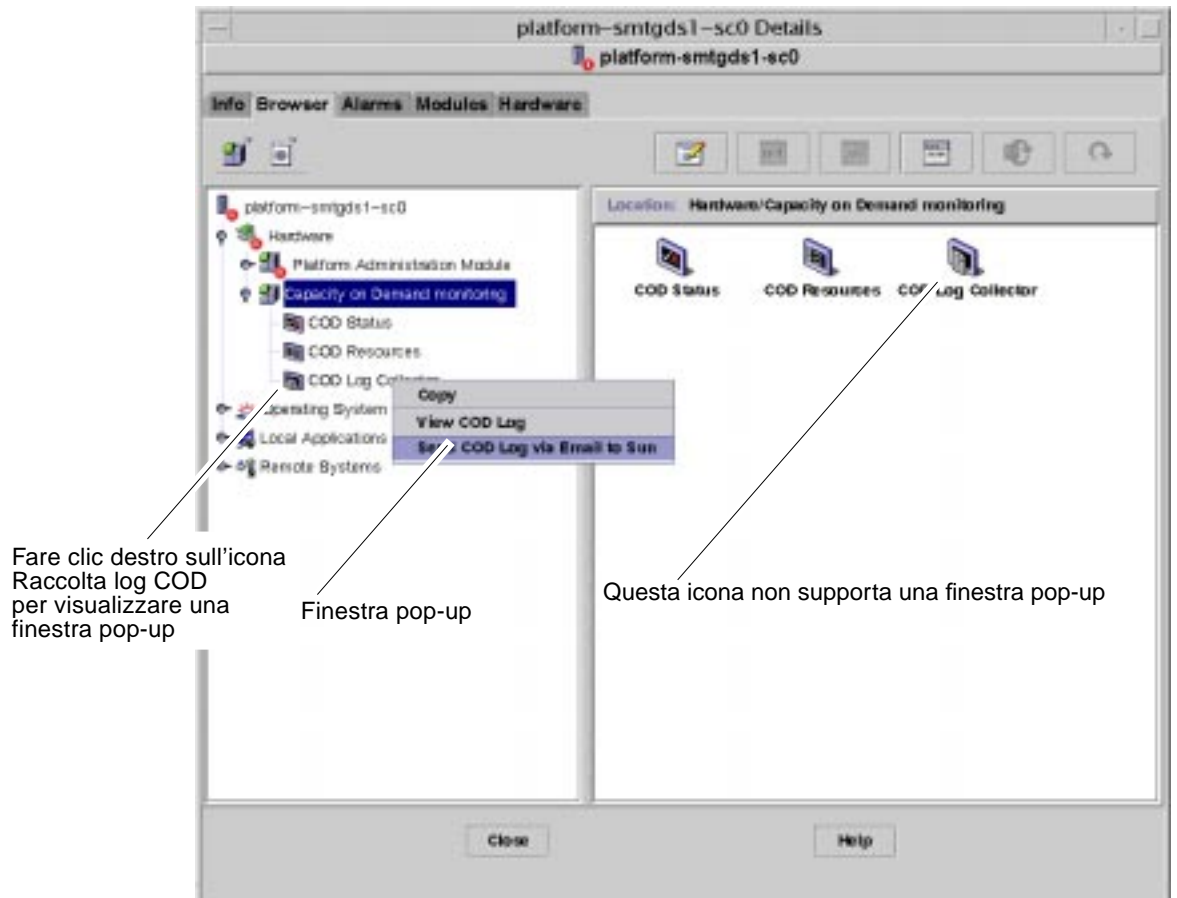 platform-smtgds1-sc0 Details
platform-smtgds1-sc0
Info Browser Alarms Modules Hardware
platform-smtgds1-sc0
Hardware
Platform Administration Module
Capacity on Demand monitoring
COD Status
COD Resources
COD Log
Operating System
Local Applications
Remote Systems
Copy
View COD Log
COD Log via Email to Sun
Location: Hardware/Capacity on Demand monitoring
COD Status
COD Resources
COD Log Collector
Fare clic destro sull'icona
Raccolta log COD
per visualizzare una
finestra pop-up
Finestra pop-up
Questa icona non supporta una finestra pop-up
Close
Help